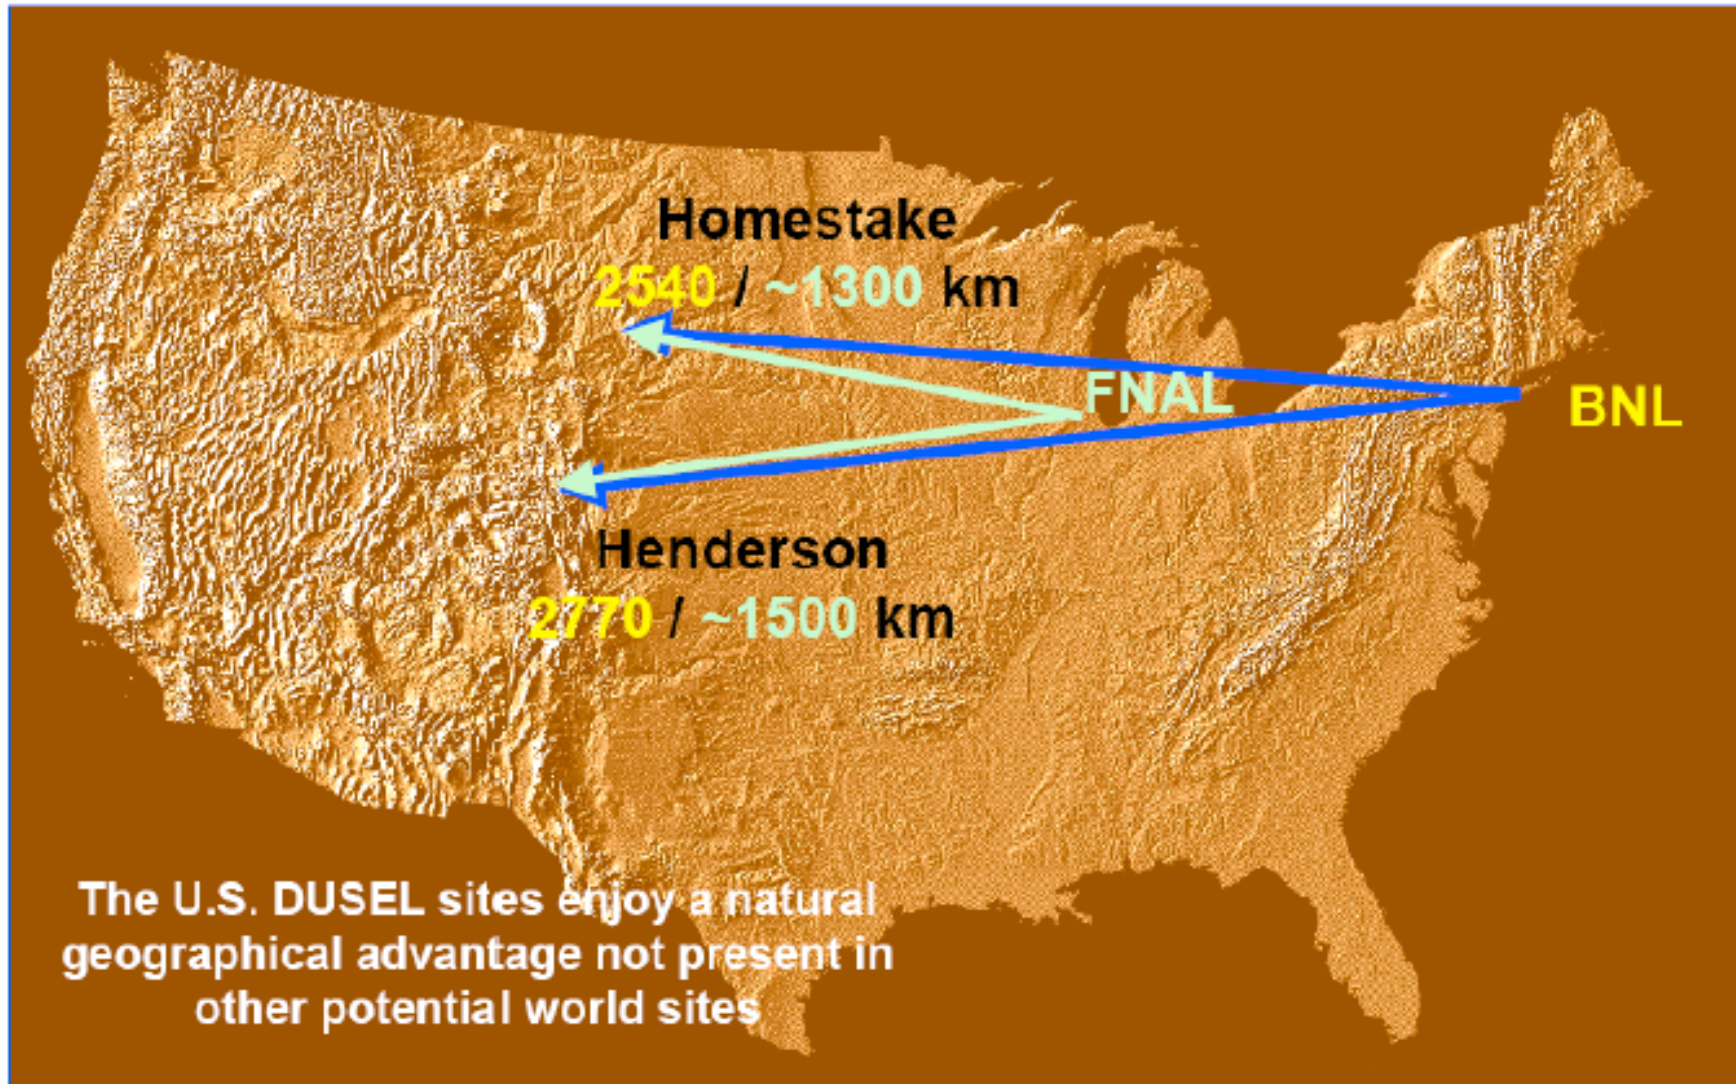 Homestake
2540 / ~1300 km
FNAL
BNL
Henderson
2770 / ~1500 km
The U.S. DUSEL sites enjoy a natural
geographical advantage not present in
other potential world sites